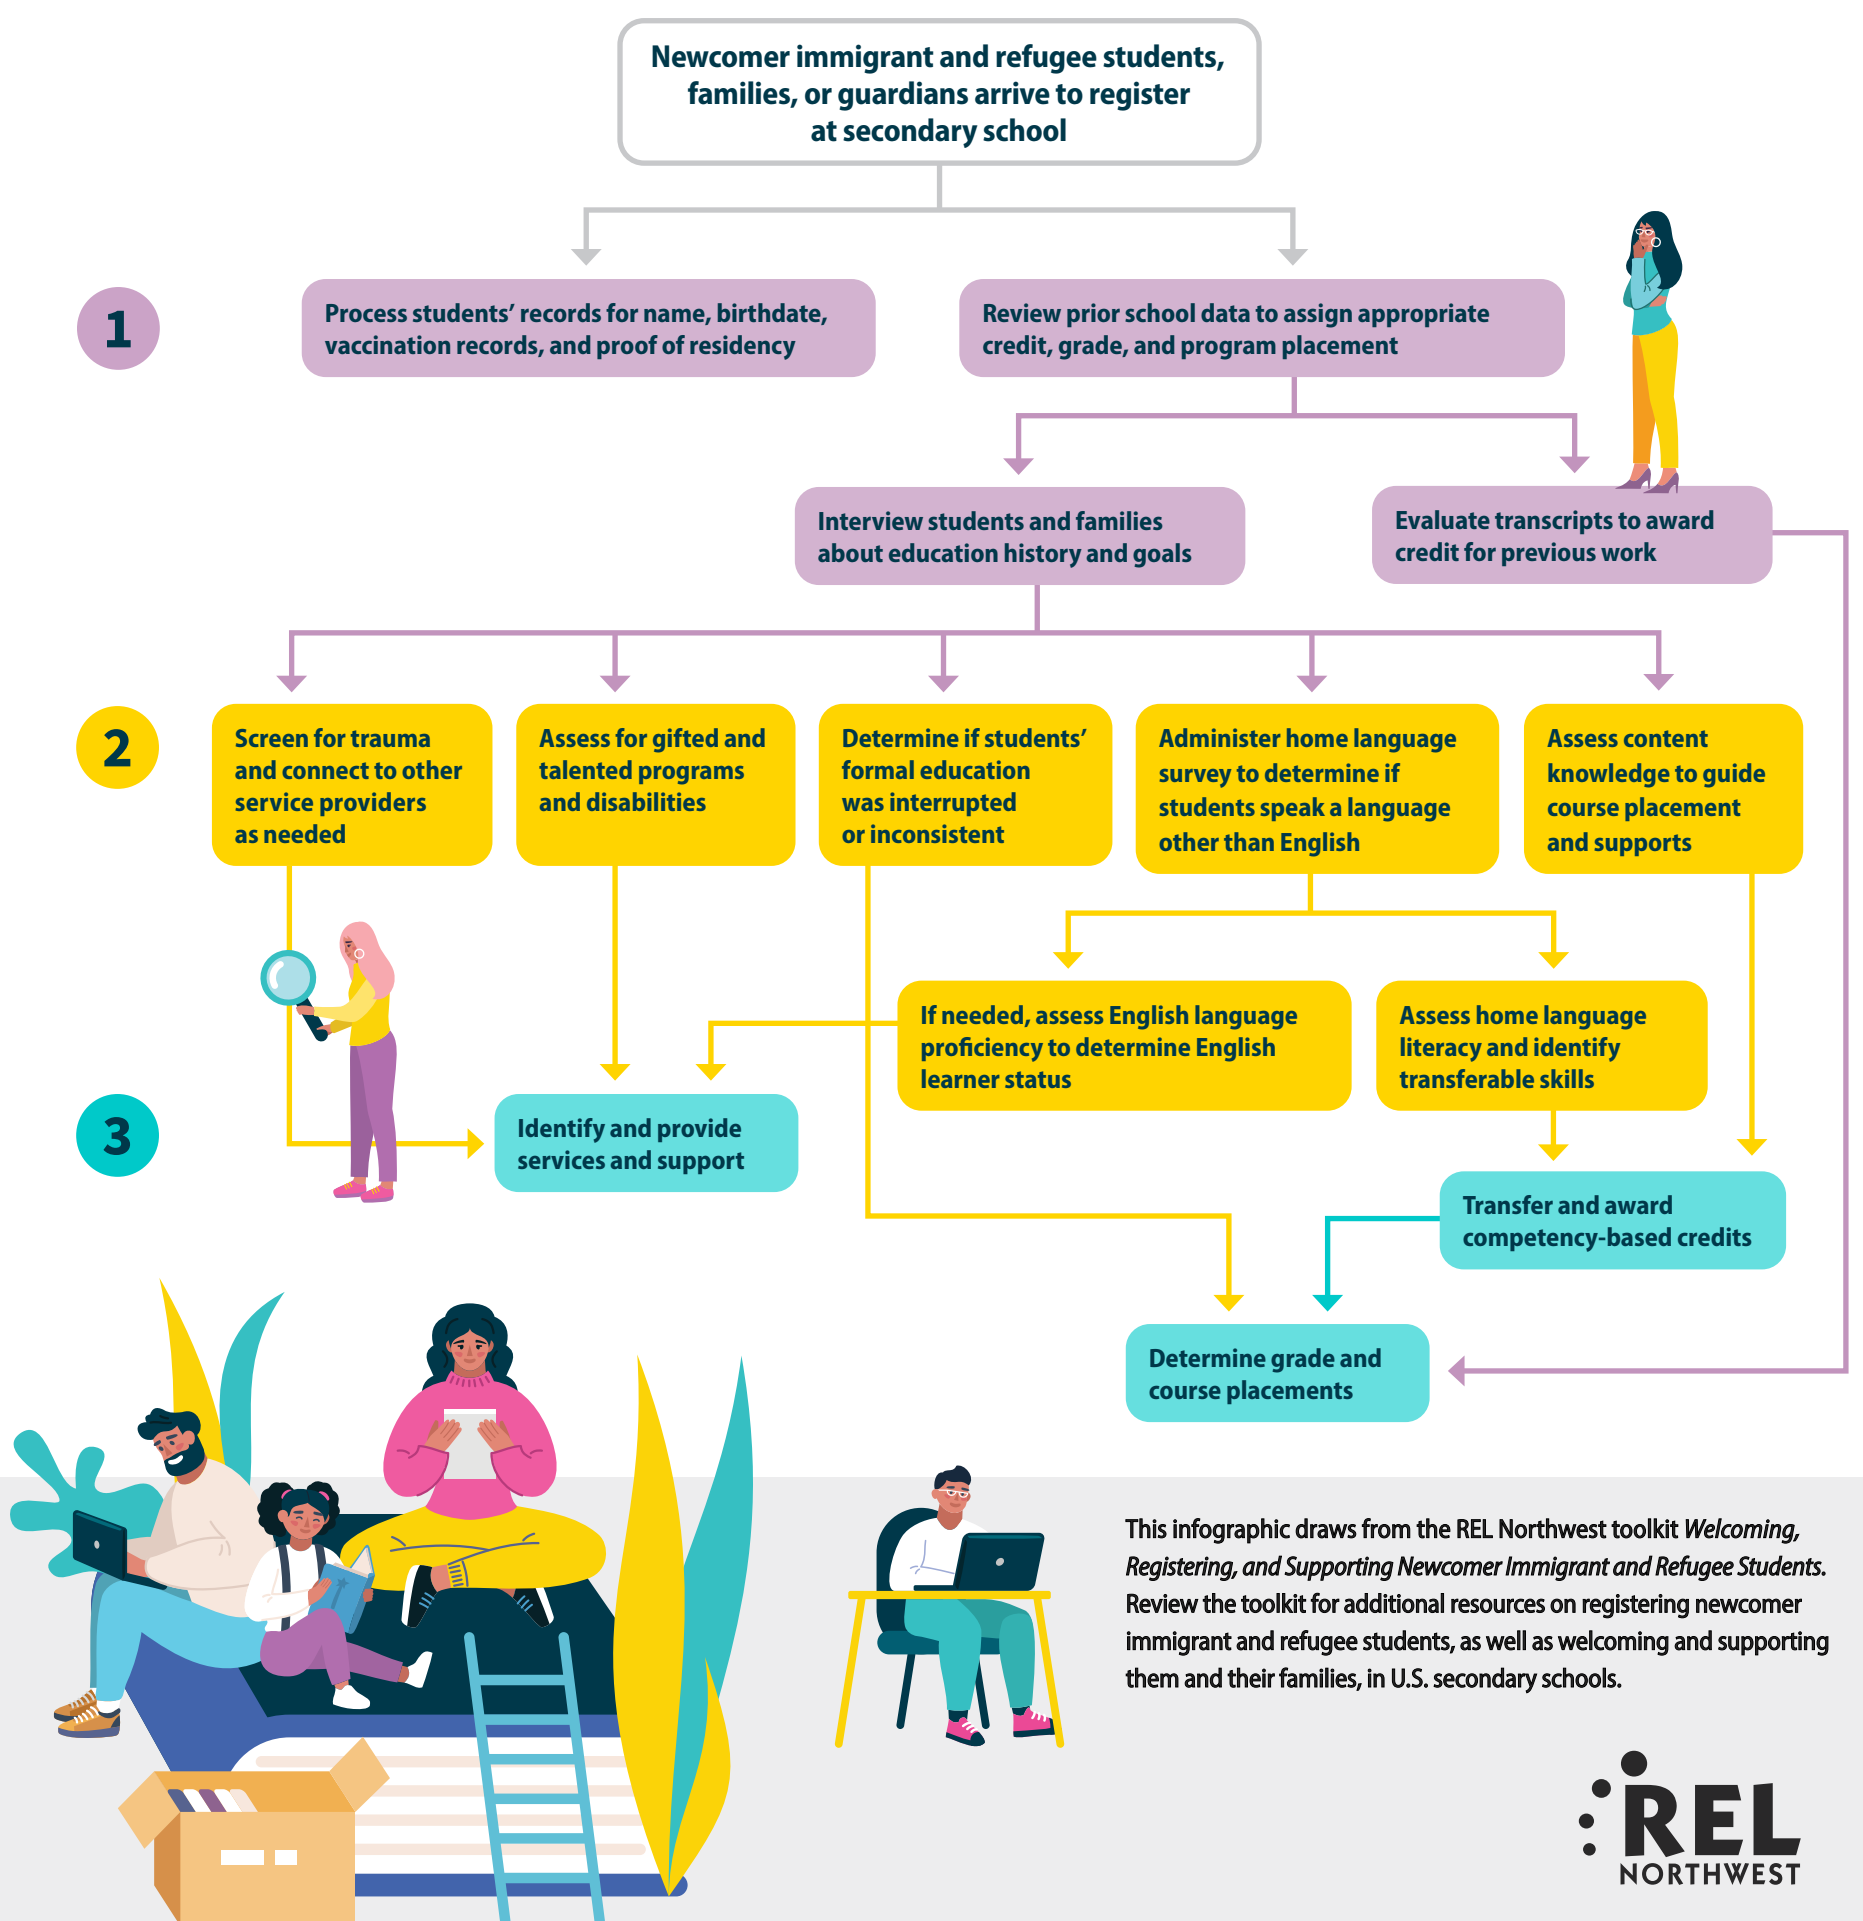 Newcomer immigrant and refugee students,
families, or guardians arrive to register
at secondary school
1
Process students’ records for name, birthdate,
vaccination records, and proof of residency
Review prior school data to assign appropriate
credit, grade, and program placement
Interview students and families
about education history and goals
Evaluate transcripts to award
credit for previous work
2
Screen for trauma
and connect to other
service providers
as needed
Assess for gifted and
talented programs
and disabilities
Determine if students’
formal education
was interrupted
or inconsistent
Administer home language
survey to determine if
students speak a language
other than English
Assess content
knowledge to guide
course placement
and supports
If needed, assess English language
proficiency to determine English
learner status
Assess home language
literacy and identify
transferable skills
3
Identify and provide
services and support
Transfer and award
competency-based credits
Determine grade and
course placements
This infographic draws from the REL Northwest toolkit Welcoming,
Registering, and Supporting Newcomer Immigrant and Refugee Students.
Review the toolkit for additional resources on registering newcomer
immigrant and refugee students, as well as welcoming and supporting
them and their families, in U.S. secondary schools.
REL
NORTHWEST